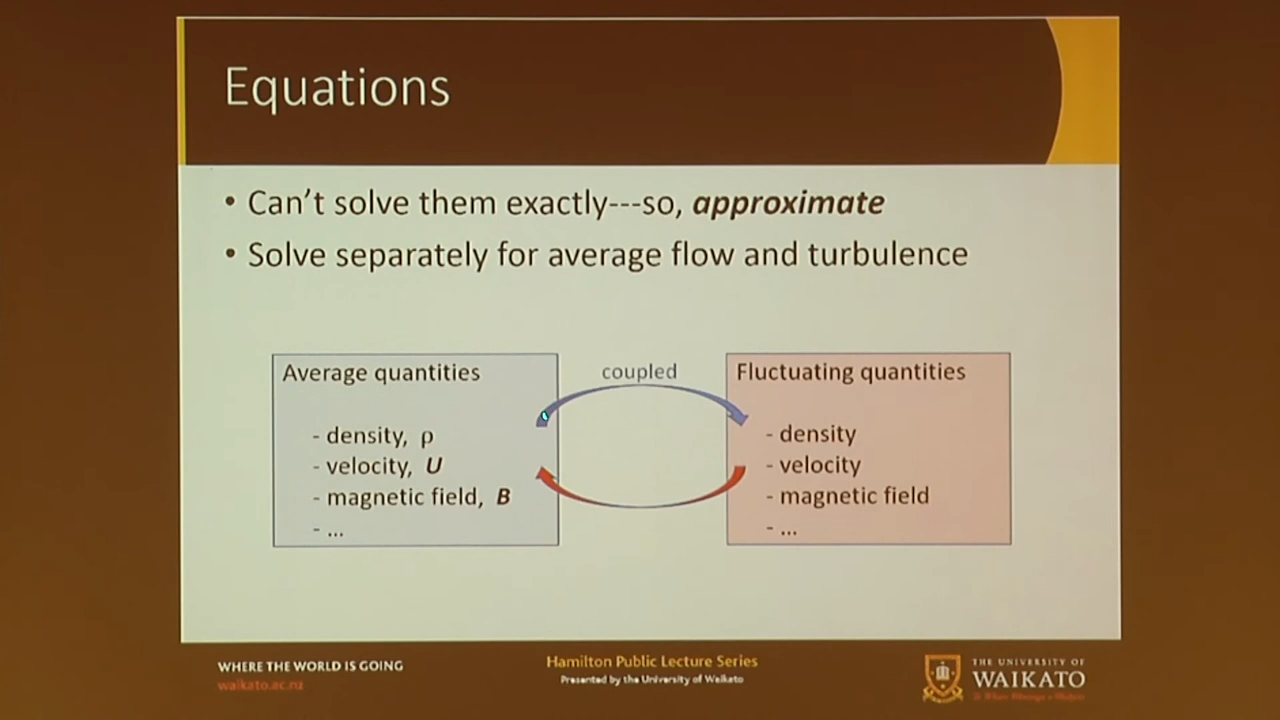 Equations
• Can't solve them exactly---so, approximate
• Solve separately for average flow and turbulence
Average quantities
- density, ρ
- velocity, U
- magnetic field, B
- ...
coupled
Fluctuating quantities
- density
- velocity
- magnetic field
- ...
WHERE THE WORLD IS GOING
waikato.ac.nz
Hamilton Public Lecture Series
Presented by the University of Waikato
THE UNIVERSITY OF
WAIKATO